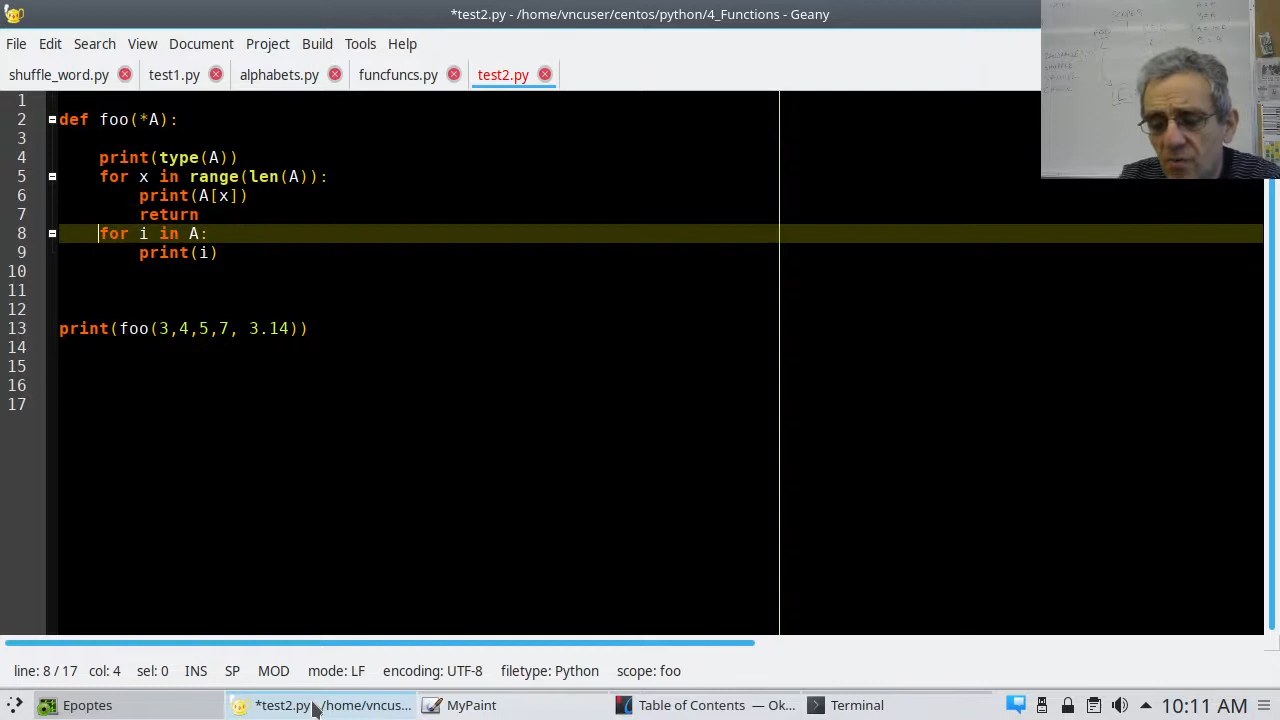 *test2.py - /home/vncuser/centos/python/4_Functions - Geany
File Edit Search View Document Project Build Tools Help
shuffle_word.py test1.py alphabets.py funcfuncs.py test2.py
1
2 def foo(*A):
3
4 print(type(A))
5 for x in range(len(A)):
6 print(A[x])
7 return
8 for i in A:
9 print(i)
10
11
12
13 print(foo(3,4,5,7, 3.14))
14
15
16
17
line: 8 / 17 col: 4 sel: 0 INS SP MOD mode: LF encoding: UTF-8 filetype: Python scope: foo
Epoptes *test2.py - /home/vncus... MyPaint Table of Contents — Ok... Terminal 10:11 AM